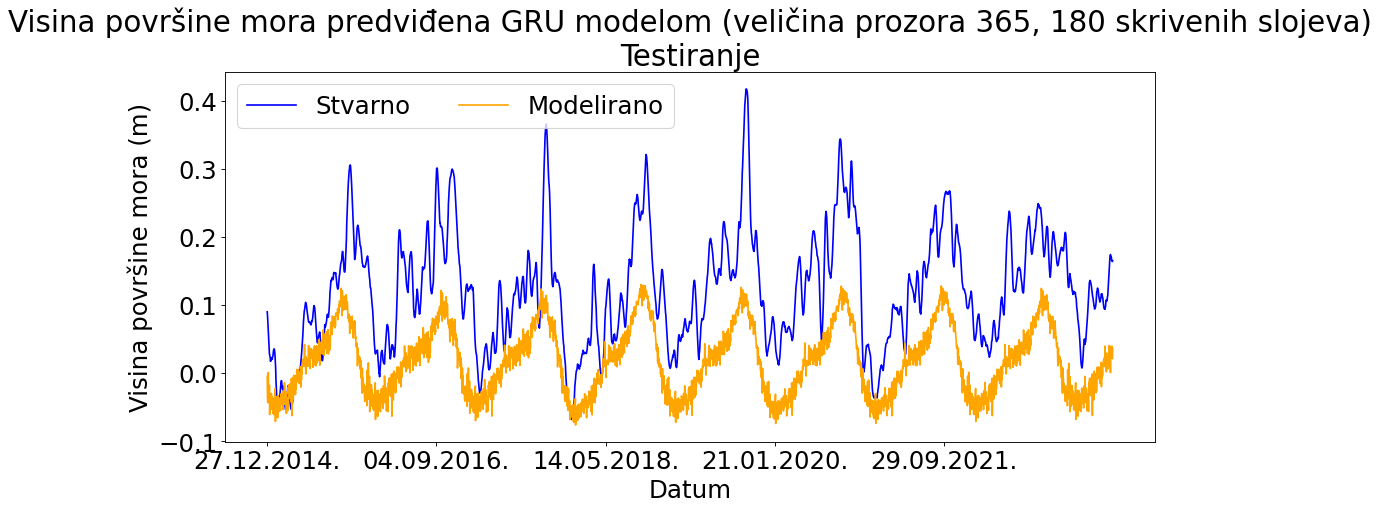 Visina površine mora predviđena GRU modelom (veličina prozora 365, 180 skrivenih slojeva)
Testiranje
Stvarno Modelirano
Visina površine mora (m)
0.4
0.3
0.2
0.1
0.0
−0.1
27.12.2014. 04.09.2016. 14.05.2018. 21.01.2020. 29.09.2021.
Datum